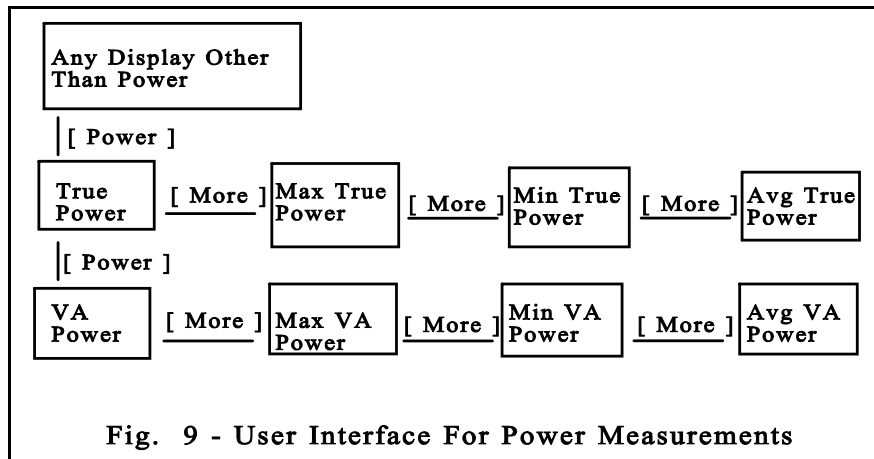 Any Display Other
Than Power
[ Power ]
True
Power
[ More ]
Max True
Power
[ More ]
Min True
Power
[ More ]
Avg True
Power
[ Power ]
VA
Power
[ More ]
Max VA
Power
[ More ]
Min VA
Power
[ More ]
Avg VA
Power
Fig. 9 - User Interface For Power Measurements